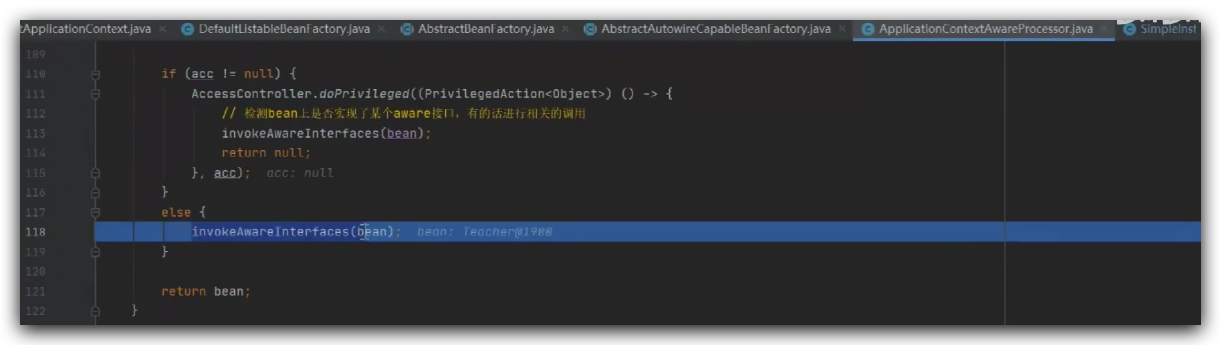 tApplicationContext.java × DefaultListableBeanFactory.java × AbstractBeanFactory.java × AbstractAutowireCapableBeanFactory.java × ApplicationContextAwareProcessor.java × SimpleInst
109
110 if (acc != null) {
111 AccessController.doPrivileged((PrivilegedAction<Object>) () -> {
112 // 检测bean上是否实现了某个aware接口，有的话进行相关的调用
113 invokeAwareInterfaces(bean);
114 return null;
115 }, acc); acc: null
116 }
117 else {
118 invokeAwareInterfaces(bean); bean: Teacher@1900
119 }
120
121 return bean;
122 }